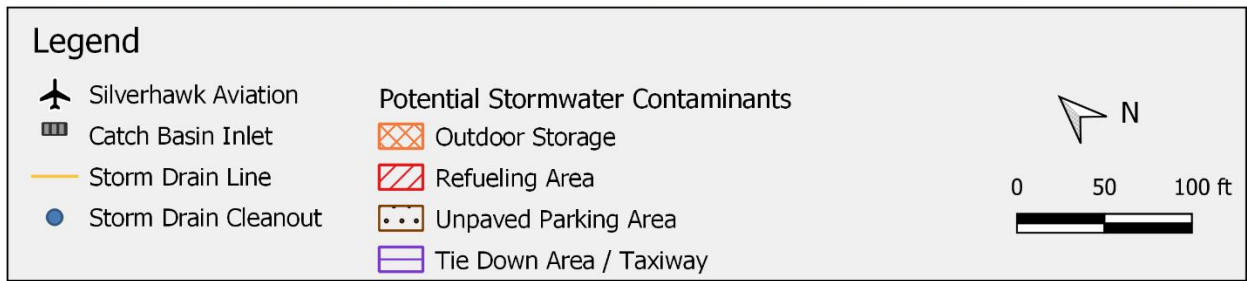 Legend
Silverhawk Aviation
Catch Basin Inlet
Storm Drain Line
Storm Drain Cleanout
Potential Stormwater Contaminants
Outdoor Storage
Refueling Area
Unpaved Parking Area
Tie Down Area / Taxiway
N
0 50 100 ft